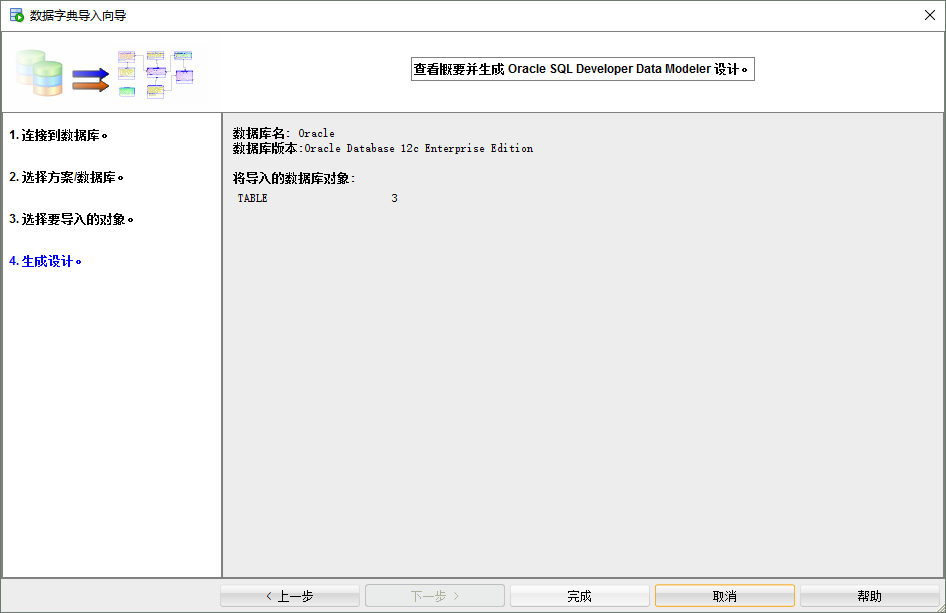 数据字典导入向导
查看概要并生成 Oracle SQL Developer Data Modeler 设计。
1. 连接到数据库。
2. 选择方案/数据库。
3. 选择要导入的对象。
4. 生成设计。
数据库名: Oracle
数据库版本:Oracle Database 12c Enterprise Edition
将导入的数据库对象:
TABLE 3
< 上一步 下一步 > 完成 取消 帮助